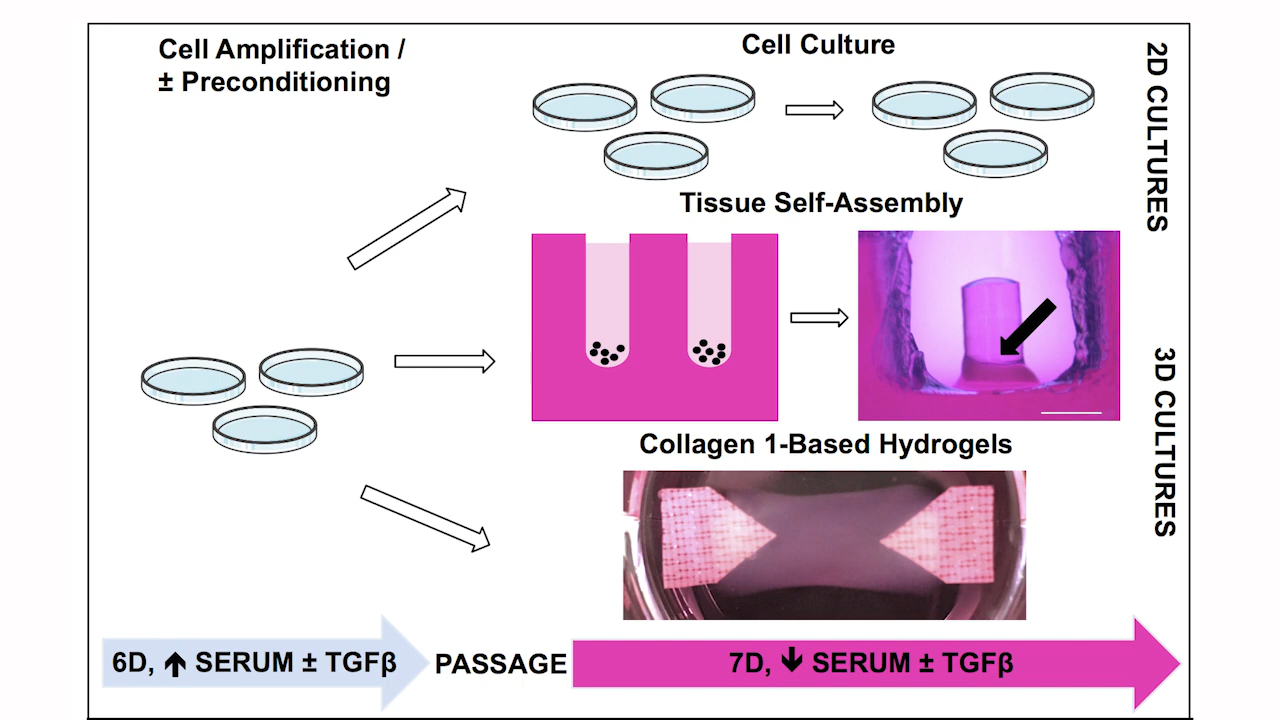 Cell Amplification /
± Preconditioning
Cell Culture
2D CULTURES
Tissue Self-Assembly
3D CULTURES
Collagen 1-Based Hydrogels
6D, 🡹 SERUM ± TGFβ
PASSAGE
7D, 🡻 SERUM ± TGFβ